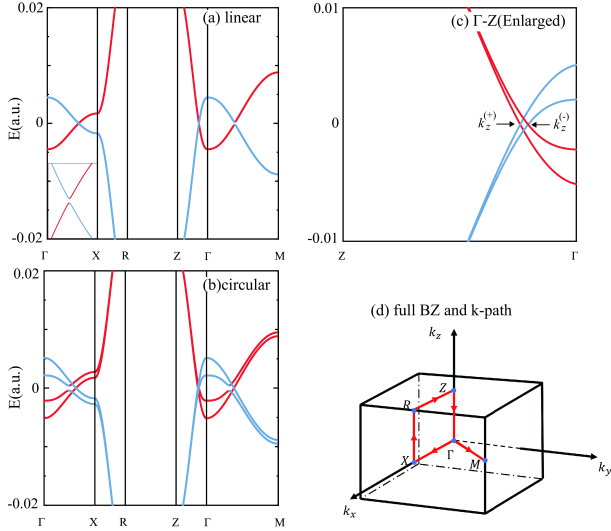 0.02
(a) linear
E(a.u.)
0
-0.02
Γ X R Z Γ M
0.01
(c) Γ-Z(Enlarged)
0
k_z^(+)
k_z^(-)
-0.01
Z Γ
0.02
(b)circular
E(a.u.)
0
-0.02
Γ X R Z Γ M
(d) full BZ and k-path
k_z
Z
R
Γ
X
M
k_y
k_x